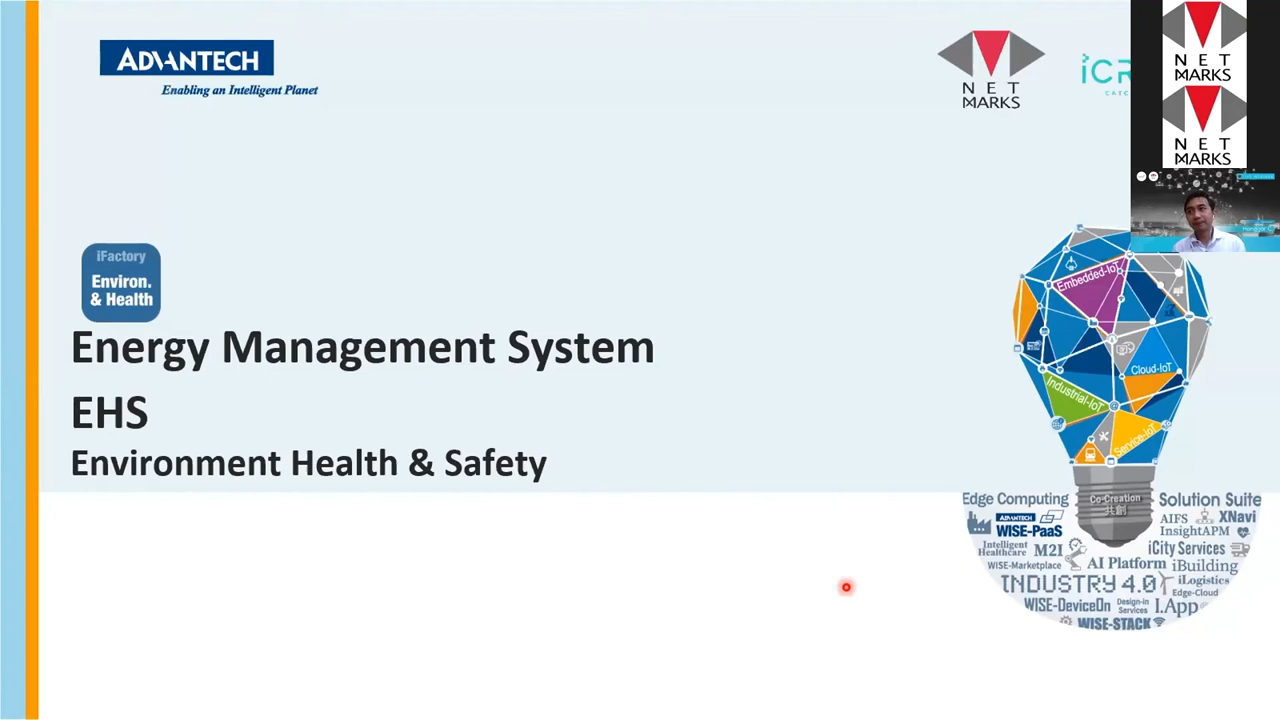 ADVANTECH
Enabling an Intelligent Planet
NET
MARKS
iCR
NET
MARKS
NET
MARKS
iFactory
Environ.
& Health
Energy Management System
EHS
Environment Health & Safety
Embedded-IoT
Cloud-IoT
Industrial-IoT
Service-IoT
Co-Creation
共創
Edge Computing
Solution Suite
ADVANTECH
WISE-PaaS
AIFS
XNavi
InsightAPM
Intelligent
Healthcare
M2I
iCity Services
WISE-Marketplace
AI Platform
iBuilding
INDUSTRY 4.0
iLogistics
Edge-Cloud
WISE-DeviceOn
Design-in
Services
I.App
WISE-STACK